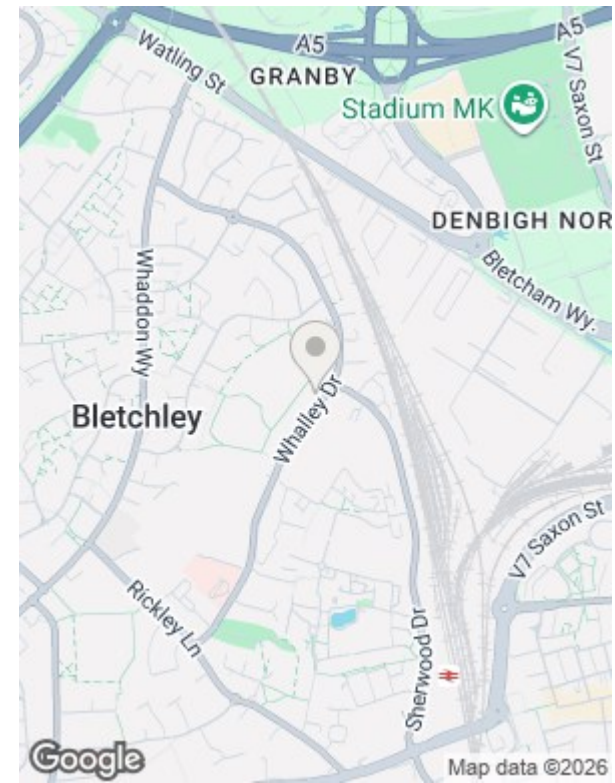 A5
A5
Watling St
GRANBY
V7 Saxon St
Stadium MK
DENBIGH NOR
Bletcham Wy.
Whaddon Wy
Bletchley
Whalley Dr
V7 Saxon St
Rickley Ln
Sherwood Dr
Google
Map data ©2026